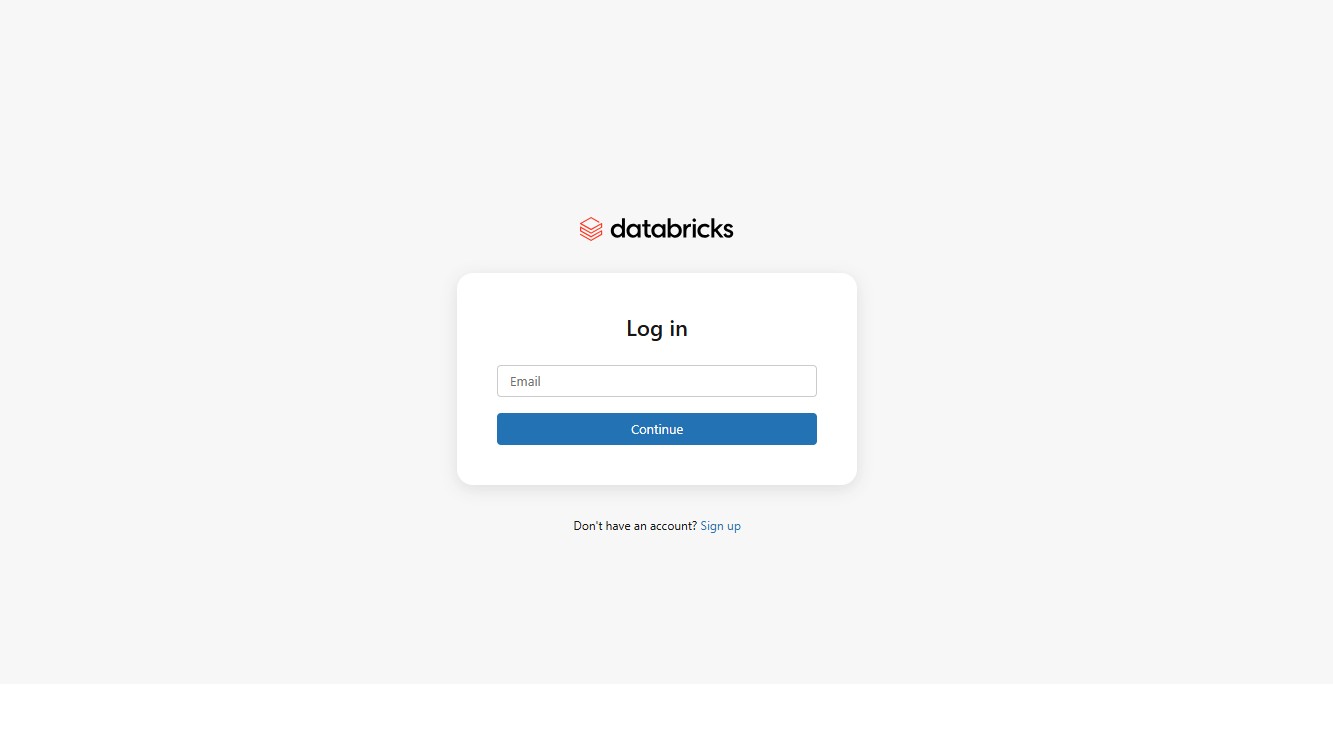 databricks
Log in
Email
Continue
Don't have an account? Sign up